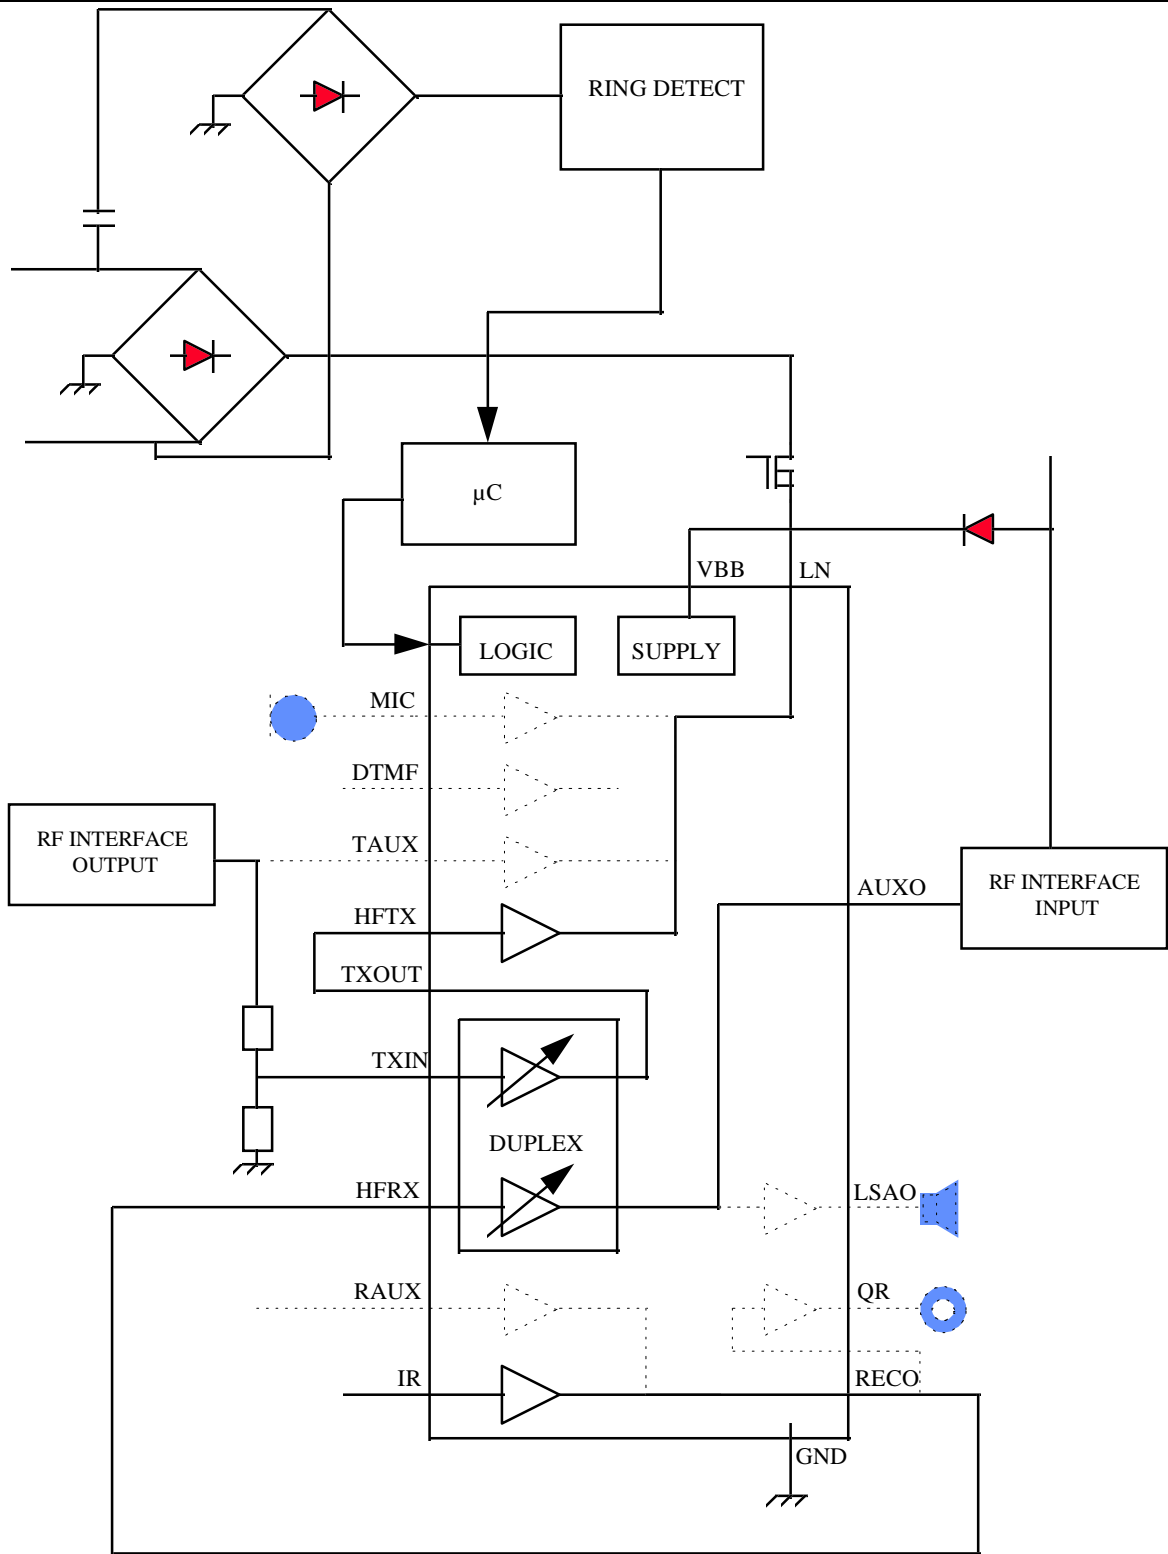 RING DETECT
µC
VBB
LN
LOGIC
SUPPLY
MIC
DTMF
TAUX
RF INTERFACE
OUTPUT
RF INTERFACE
INPUT
AUXO
HFTX
TXOUT
TXIN
DUPLEX
HFRX
LSAO
RAUX
QR
IR
RECO
GND